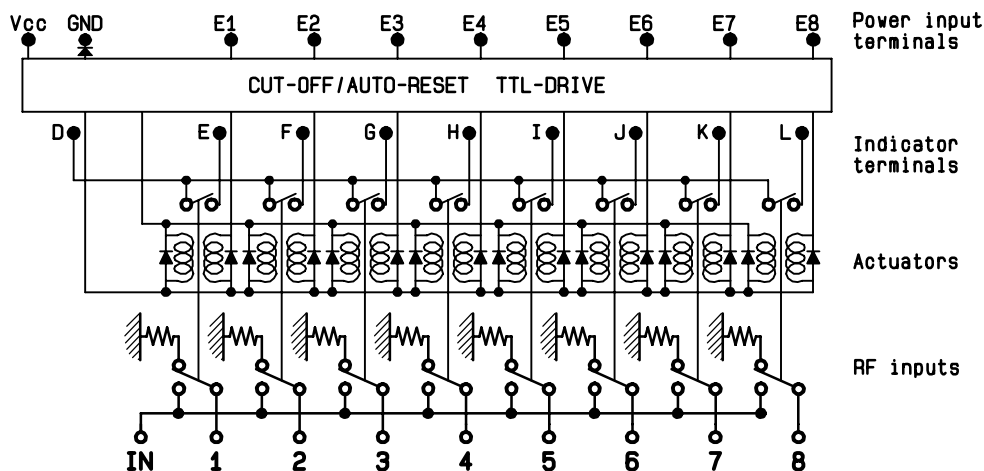 Vcc GND E1 E2 E3 E4 E5 E6 E7 E8 Power input
terminals
CUT-OFF/AUTO-RESET TTL-DRIVE
D E F G H I J K L Indicator
terminals
Actuators
RF inputs
IN 1 2 3 4 5 6 7 8